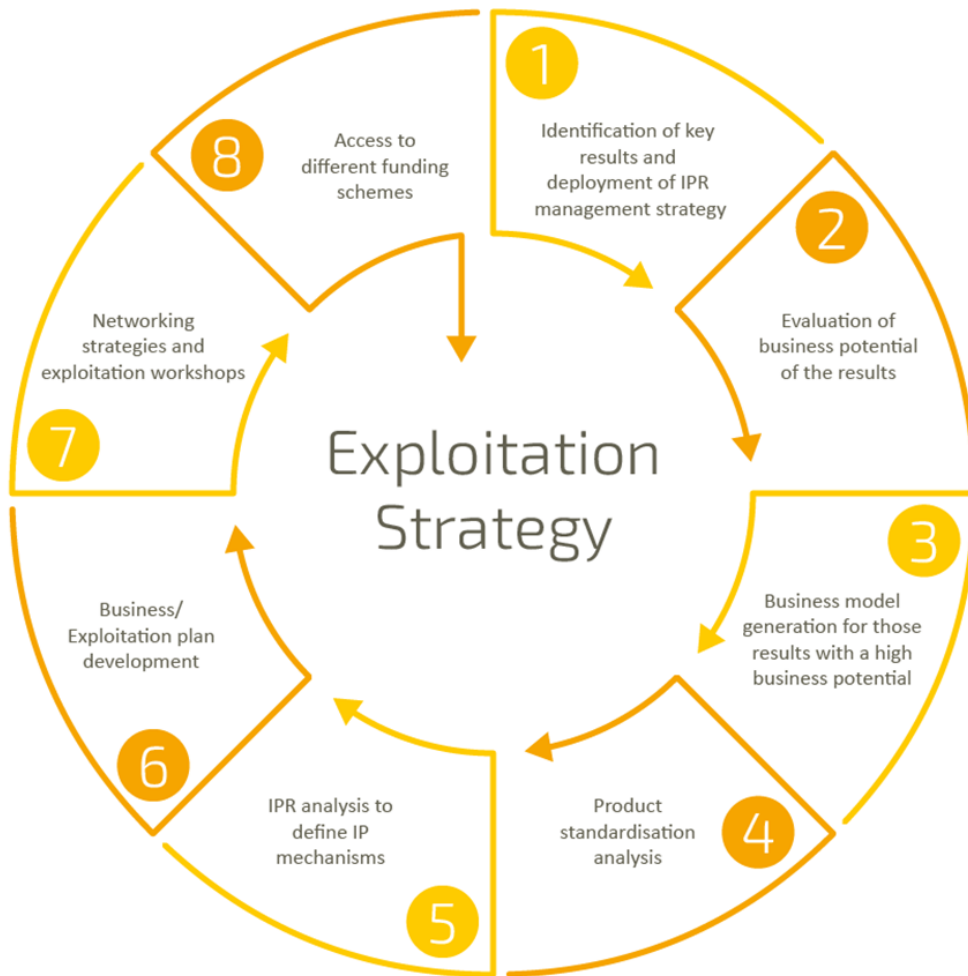 1
Identification of key
results and
deployment of IPR
management strategy
2
Evaluation of
business potential
of the results
3
Business model
generation for those
results with a high
business potential
4
Product
standardisation
analysis
5
IPR analysis to
define IP
mechanisms
6
Business/
Exploitation plan
development
7
Networking
strategies and
exploitation workshops
8
Access to
different funding
schemes
Exploitation
Strategy